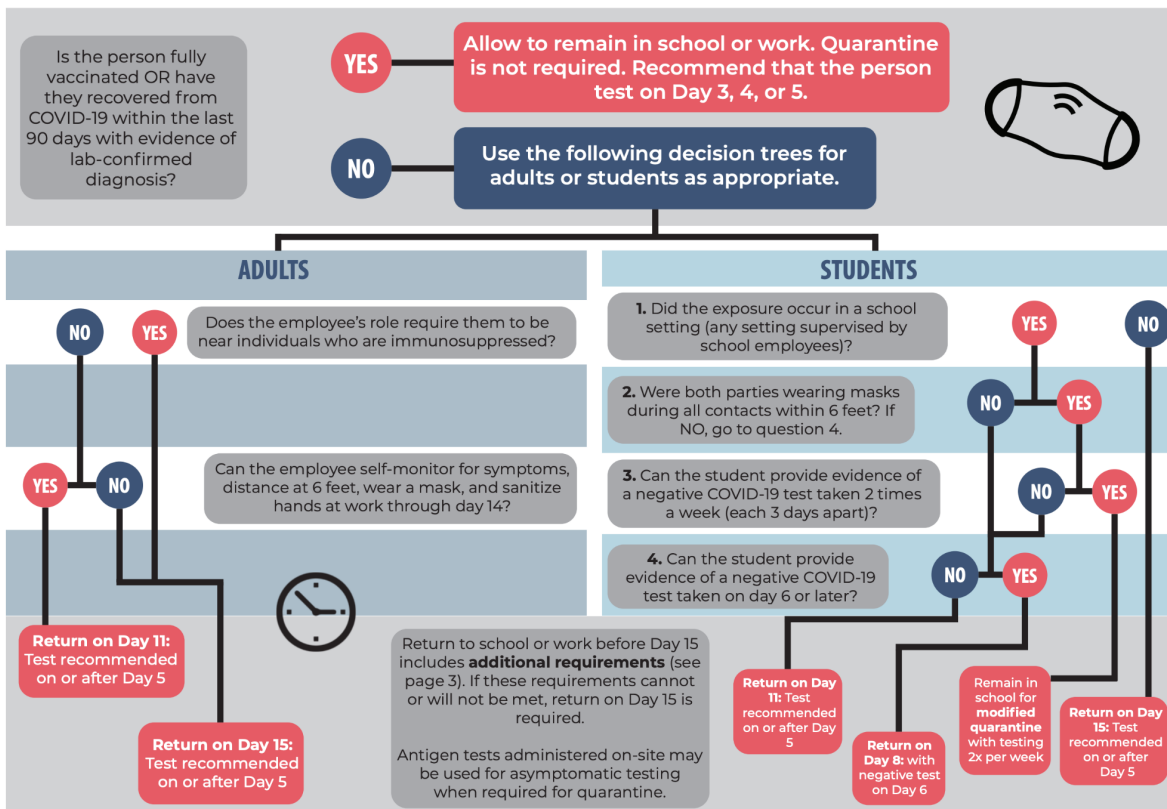 Is the person fully
vaccinated OR have
they recovered from
COVID-19 within the last
90 days with evidence of
lab-confirmed
diagnosis?
YES
Allow to remain in school or work. Quarantine
is not required. Recommend that the person
test on Day 3, 4, or 5.
NO
Use the following decision trees for
adults or students as appropriate.
ADULTS
NO
YES
Does the employee's role require them to be
near individuals who are immunosuppressed?
YES
NO
Can the employee self-monitor for symptoms,
distance at 6 feet, wear a mask, and sanitize
hands at work through day 14?
Return on Day 11:
Test recommended
on or after Day 5
Return on Day 15:
Test recommended
on or after Day 5
STUDENTS
1. Did the exposure occur in a school
setting (any setting supervised by
school employees)?
YES
NO
2. Were both parties wearing masks
during all contacts within 6 feet? If
NO, go to question 4.
NO
YES
3. Can the student provide evidence of
a negative COVID-19 test taken 2 times
a week (each 3 days apart)?
NO
YES
4. Can the student provide
evidence of a negative COVID-19
test taken on day 6 or later?
NO
YES
Return to school or work before Day 15
includes additional requirements (see
page 3). If these requirements cannot
or will not be met, return on Day 15 is
required.
Antigen tests administered on-site may
be used for asymptomatic testing
when required for quarantine.
Return on Day
11: Test
recommended
on or after Day
5
Return on
Day 8: with
negative test
on Day 6
Remain in
school for
modified
quarantine
with testing
2x per week
Return on Day
15: Test
recommended
on or after
Day 5